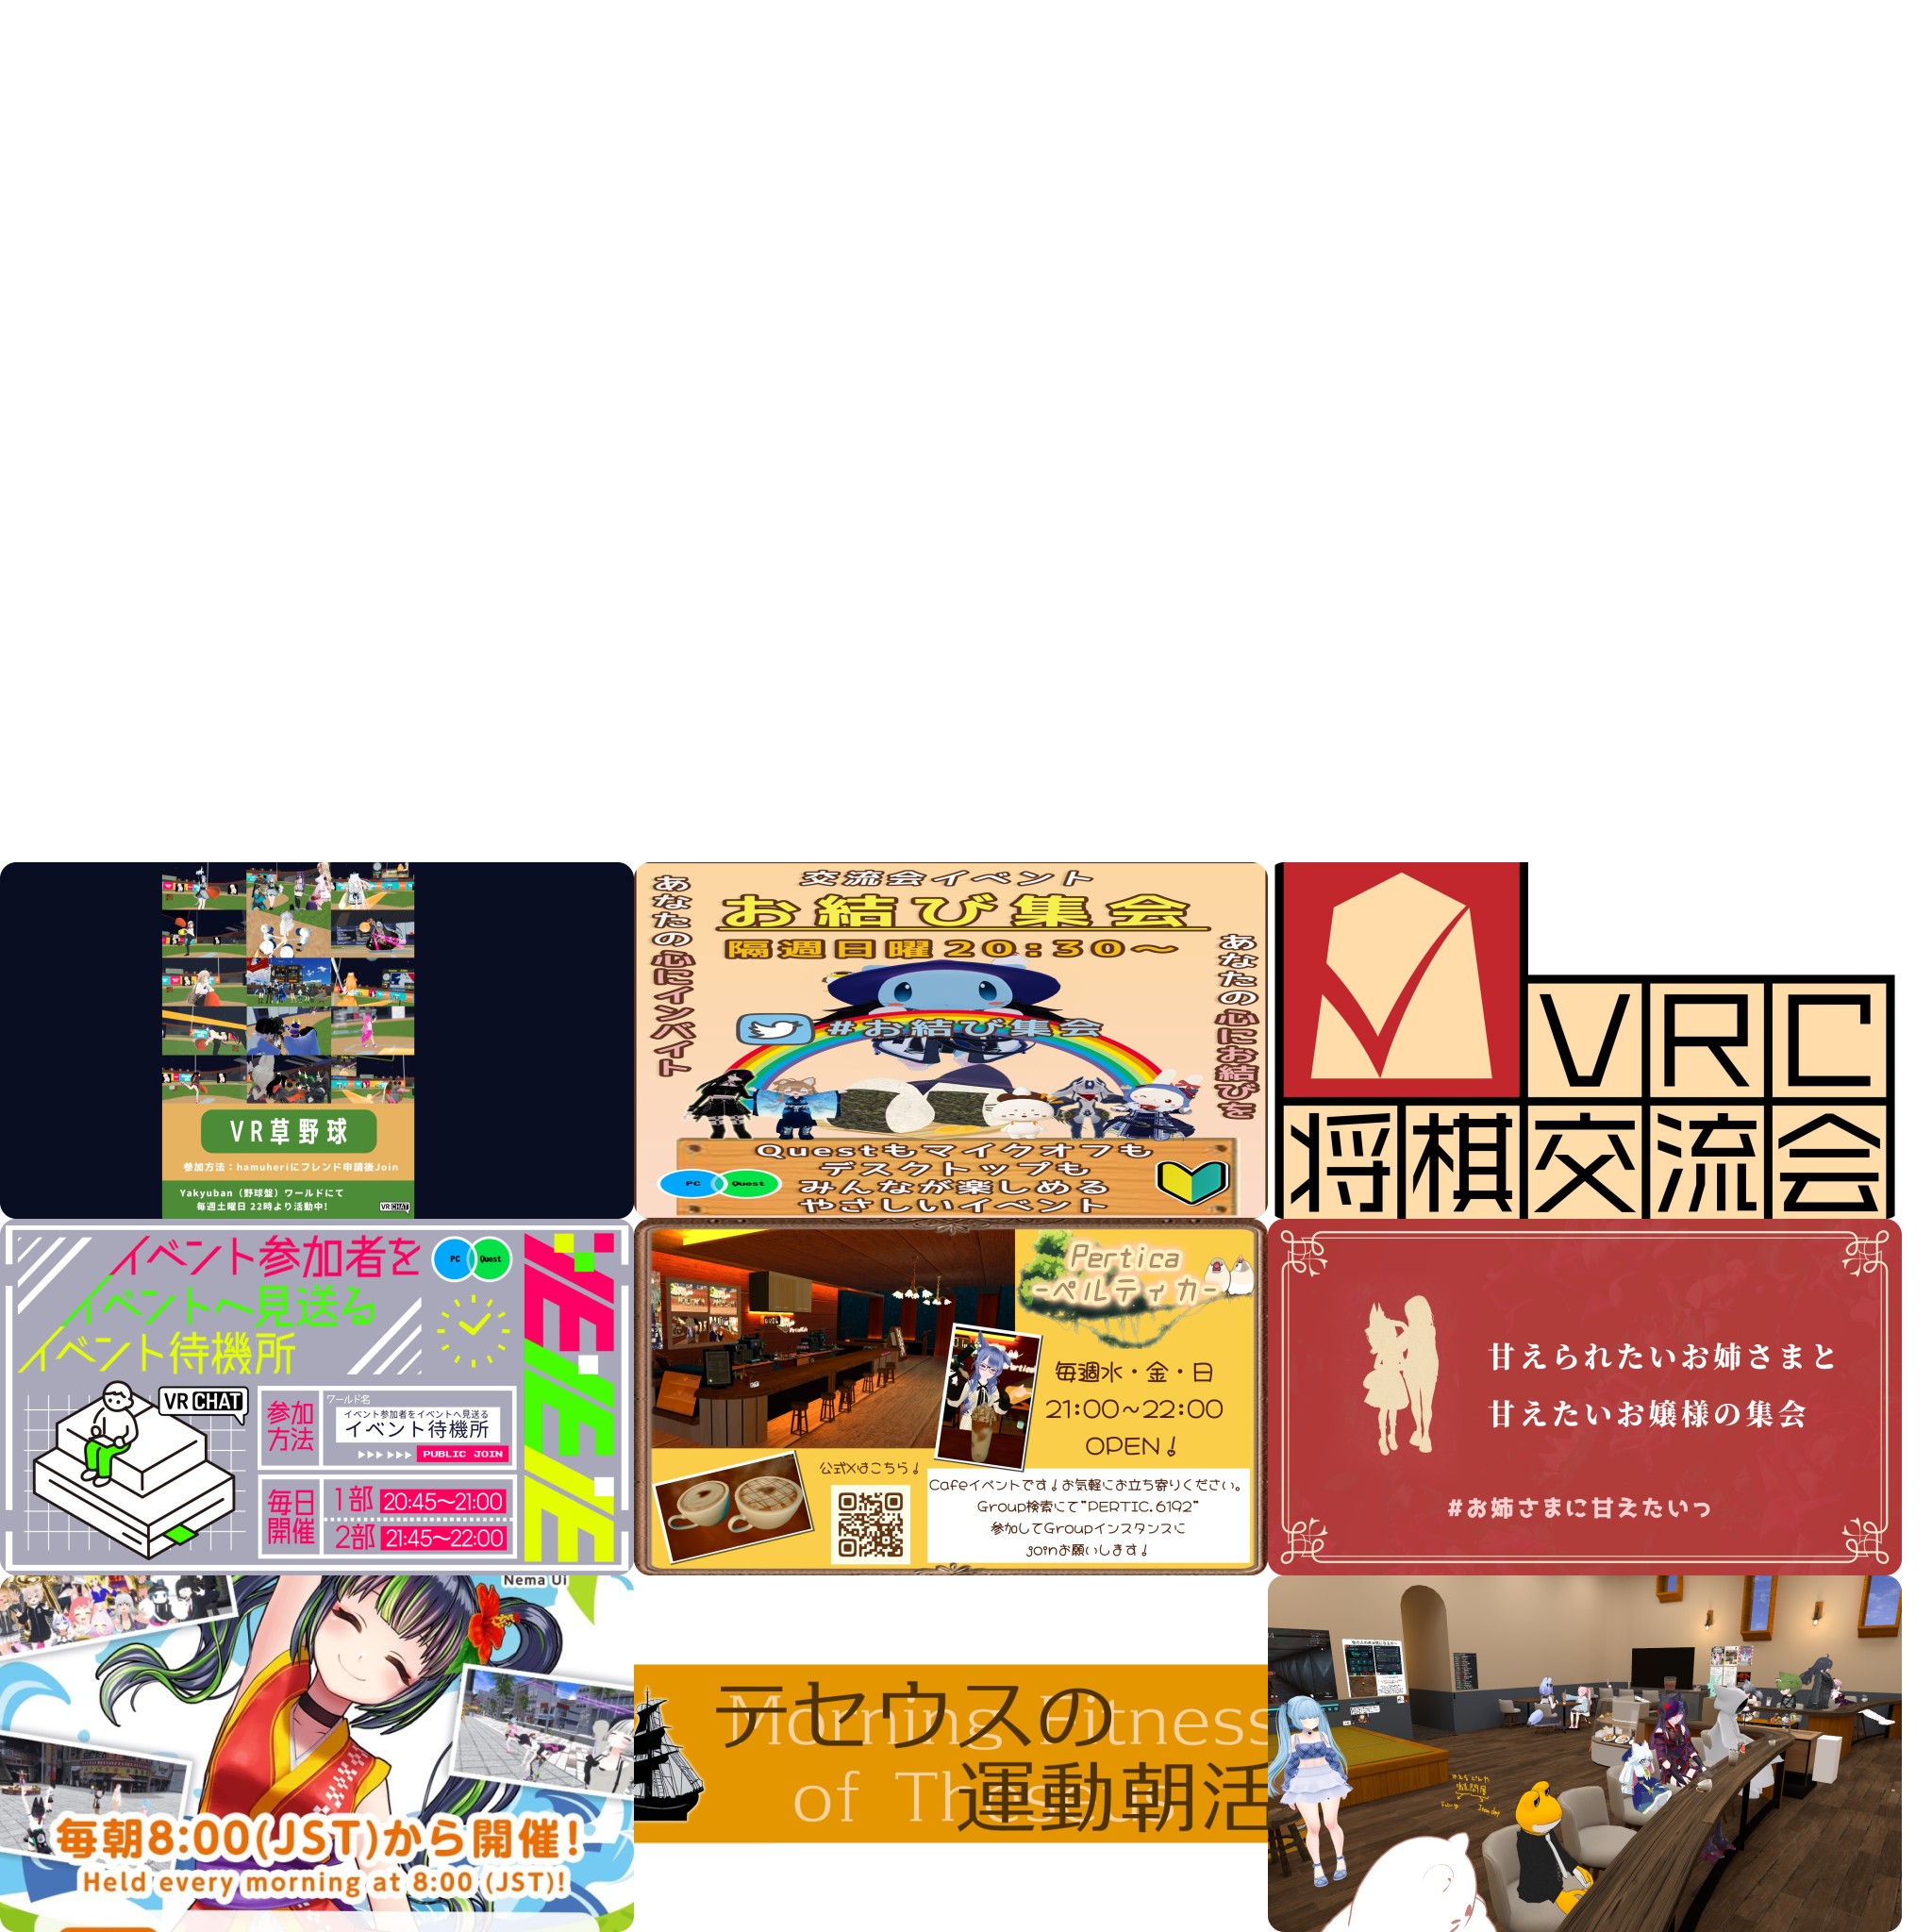 VR草野球
参加方法：hamuheriにフレンド申請後Join
Yakyuban（野球盤）ワールドにて
毎週土曜日 22時より活動中!
VRCHAT
交流会イベント
お結び集会
隔週日曜20:30～
あなたの心にインバイト
あなたの心にお結びを
#お結び集会
Questもマイクオフも
デスクトップも
みんなが楽しめる
やさしいイベント
PC Quest
VRC
将棋交流会
イベント参加者を
イベントへ見送る
イベント待機所
PC Quest
VRCHAT
参加方法
ワールド名
イベント参加者をイベントへ見送る
イベント待機所
PUBLIC JOIN
毎日開催
1部 20:45～21:00
2部 21:45～22:00
Pertica
-ペルティカ-
毎週水・金・日
21:00~22:00
OPEN!
公式Xはこちら!
Cafeイベントです!お気軽にお立ち寄りください。
Group検索にて"PERTIC.6192"
参加してGroupインスタンスに
joinお願いします!
甘えられたいお姉さまと
甘えたいお嬢様の集会
#お姉さまに甘えたいっ
Nema Ui
毎朝8:00(JST)から開催!
Held every morning at 8:00 (JST)!
テセウスの
Morning Fitness
運動朝活
of